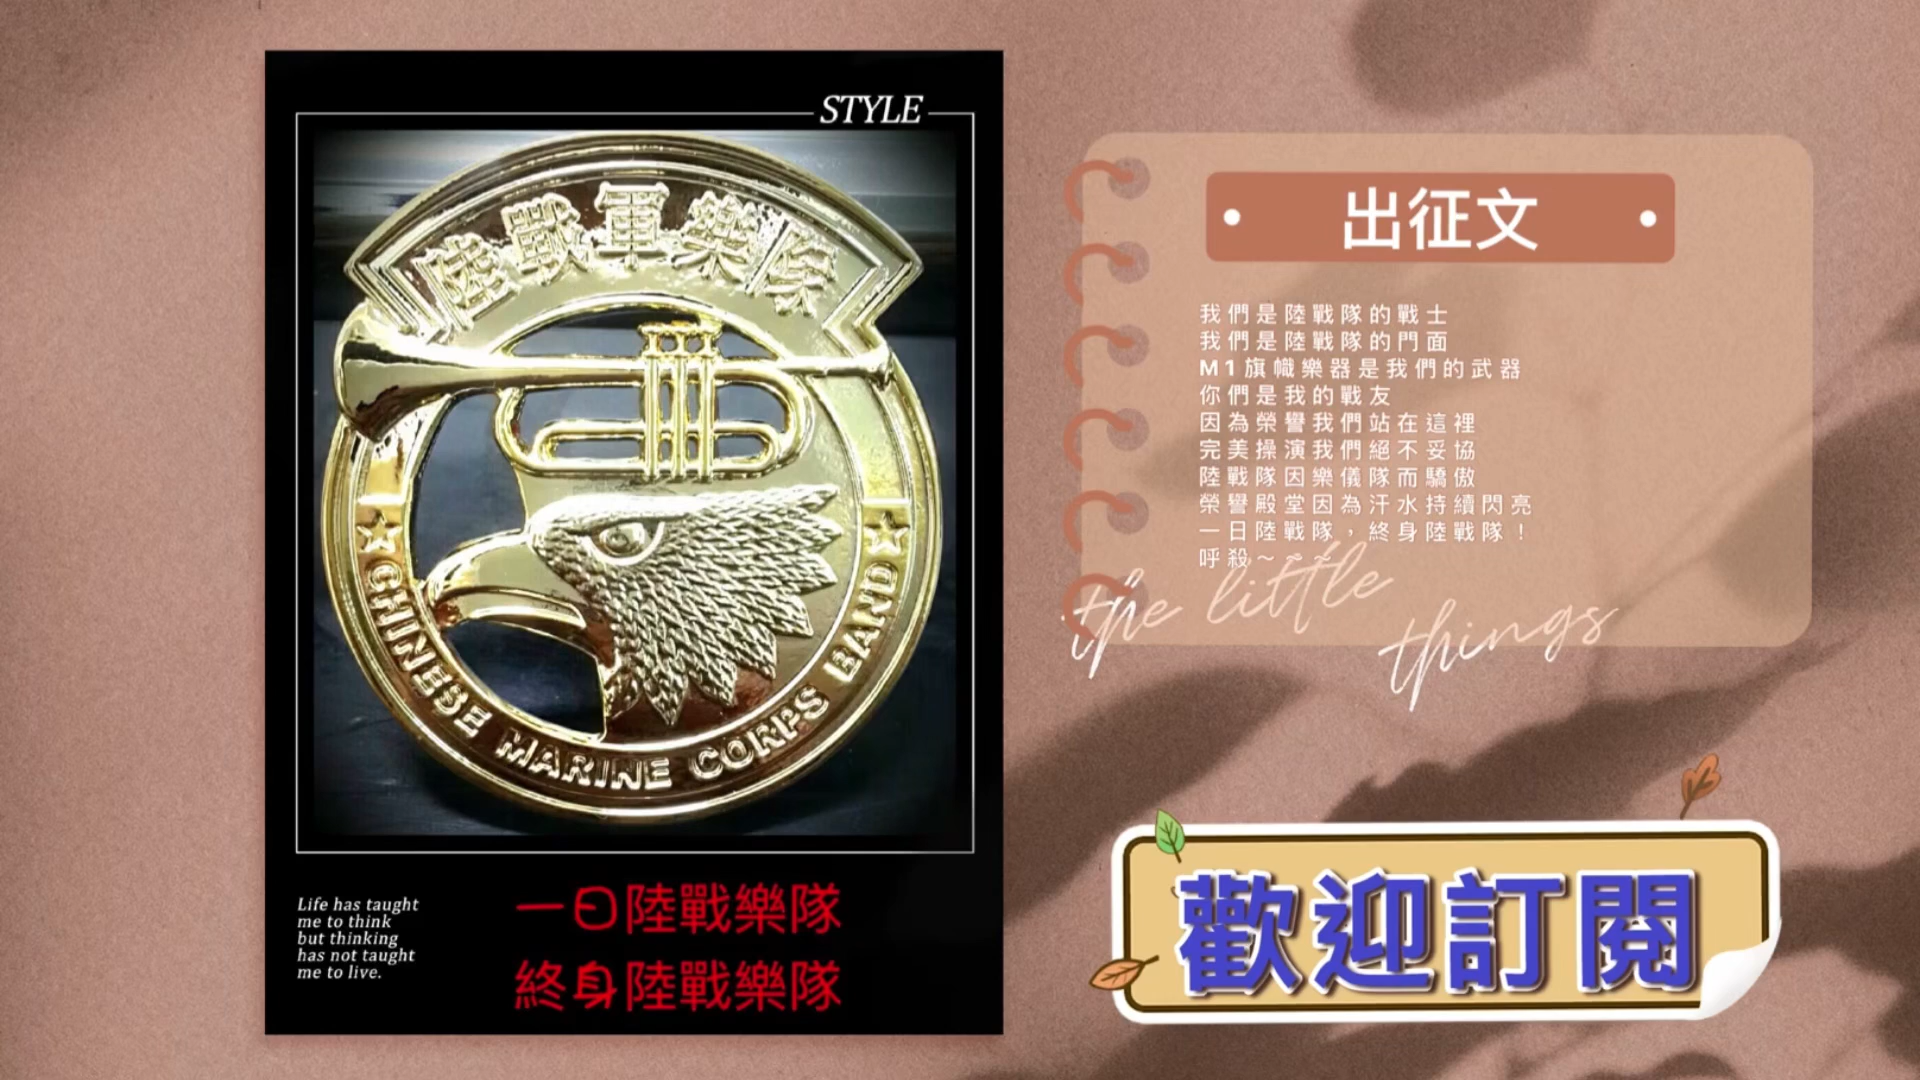 STYLE
陸戰軍樂隊
CHINESE MARINE CORPS BAND
Life has taught
me to think
but thinking
has not taught
me to live.
一日陸戰樂隊
終身陸戰樂隊
出征文
我們是陸戰隊的戰士
我們是陸戰隊的門面
M1旗幟樂器是我們的武器
你們是我的戰友
因為榮譽我們站在這裡
完美操演我們絕不妥協
陸戰隊因樂儀隊而驕傲
榮譽殿堂因為汗水持續閃亮
一日陸戰隊，終身陸戰隊！
呼殺~~~
the little
things
歡迎訂閱